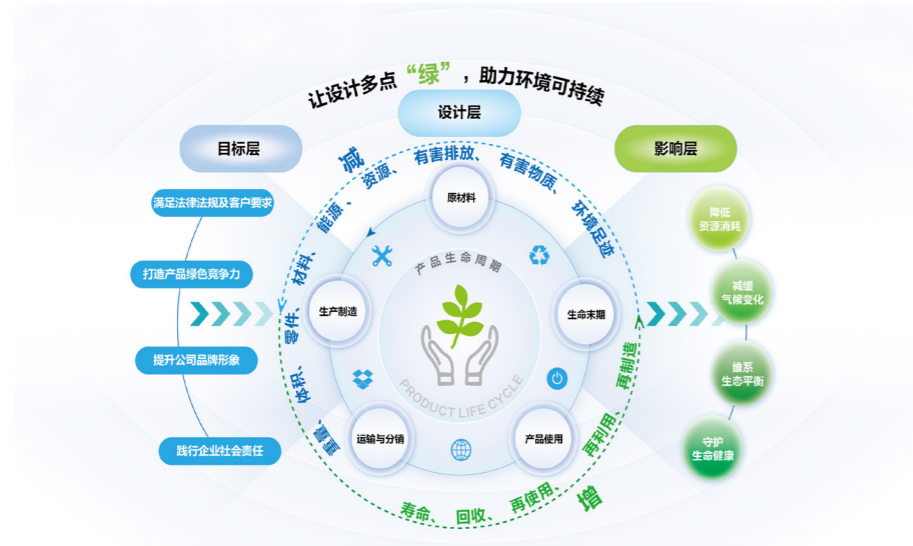 让设计多点“绿”，助力环境可持续
目标层
设计层
影响层
满足法律法规及客户要求
打造产品绿色竞争力
提升公司品牌形象
践行企业社会责任
减
重量、体积、零件、材料、能源、资源、有害排放、有害物质、环境足迹
原材料
生产制造
生命末期
运输与分销
产品使用
产品生命周期
PRODUCT LIFE CYCLE
寿命、回收、再使用、再利用、再制造
增
降低
资源消耗
减缓
气候变化
维系
生态平衡
守护
生命健康